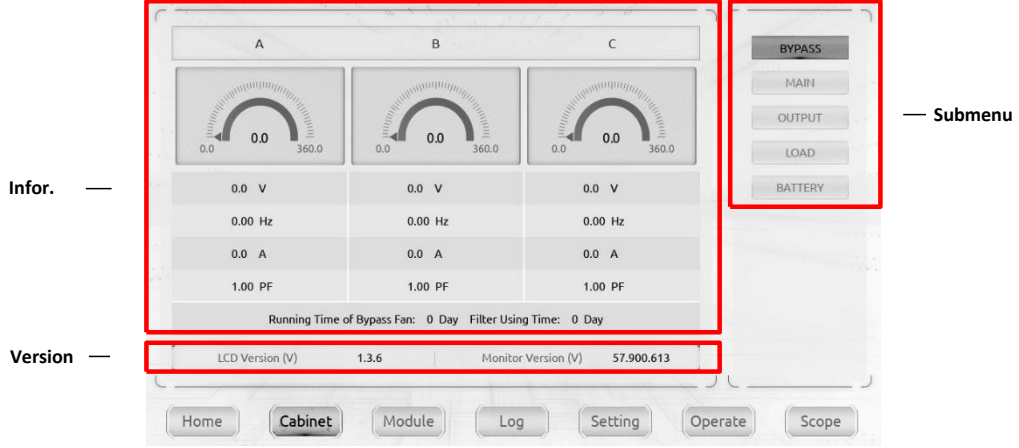 A B C
BYPASS
MAIN
OUTPUT
LOAD
BATTERY
Submenu
0.0 0.0 360.0
0.0 0.0 360.0
0.0 0.0 360.0
Infor.
0.0 V 0.0 V 0.0 V
0.00 Hz 0.00 Hz 0.00 Hz
0.0 A 0.0 A 0.0 A
1.00 PF 1.00 PF 1.00 PF
Running Time of Bypass Fan: 0 Day Filter Using Time: 0 Day
Version
LCD Version (V) 1.3.6 Monitor Version (V) 57.900.613
Home Cabinet Module Log Setting Operate Scope